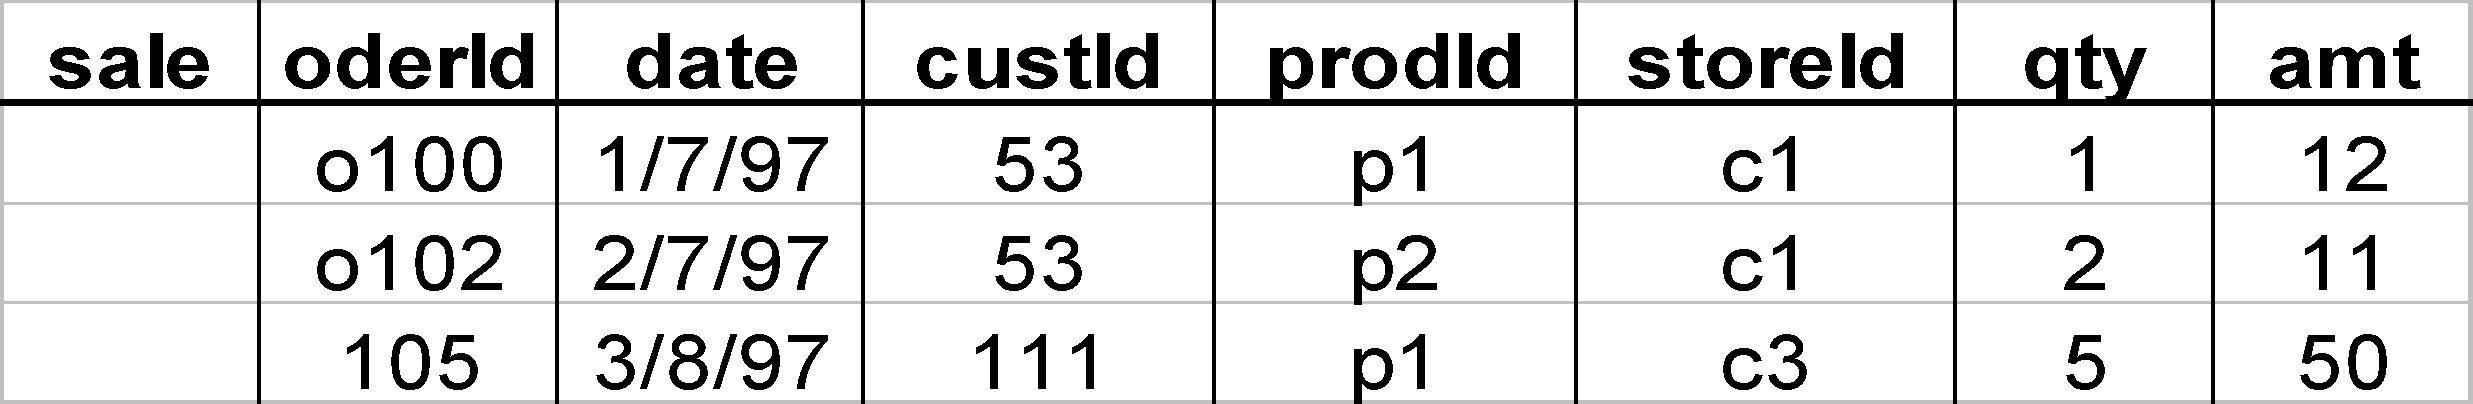 sale oderId date custId prodId storeId qty amt
o100 1/7/97 53 p1 c1 1 12
o102 2/7/97 53 p2 c1 2 11
105 3/8/97 111 p1 c3 5 50